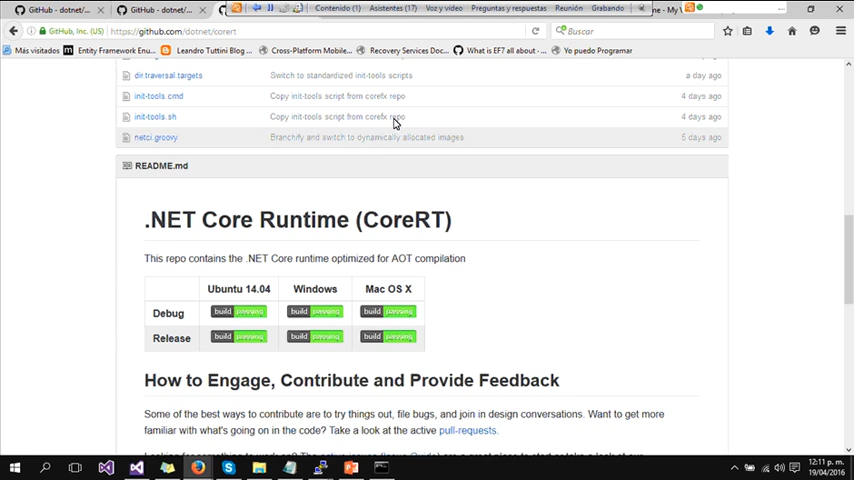 GitHub - dotnet/... × GitHub - dotnet/... × Contenido (1) Asistentes (17) Voz y vídeo Preguntas y respuestas Reunión Grabando
GitHub, Inc. (US) https://github.com/dotnet/corert Buscar
Más visitados Entity Framework Enu... Leandro Tuttini Blog ... Cross-Platform Mobile... Recovery Services Doc... What is EF7 all about - ... Yo puedo Programar
dir.traversal.targets Switch to standardized init-tools scripts a day ago
init-tools.cmd Copy init-tools script from corefx repo 4 days ago
init-tools.sh Copy init-tools script from corefx repo 4 days ago
netci.groovy Branchify and switch to dynamically allocated images 5 days ago
README.md
.NET Core Runtime (CoreRT)
This repo contains the .NET Core runtime optimized for AOT compilation
Ubuntu 14.04 Windows Mac OS X
Debug build passing build passing build passing
Release build passing build passing build passing
How to Engage, Contribute and Provide Feedback
Some of the best ways to contribute are to try things out, file bugs, and join in design conversations. Want to get more
familiar with what's going on in the code? Take a look at the active pull-requests.
12:11 p. m.
19/04/2016